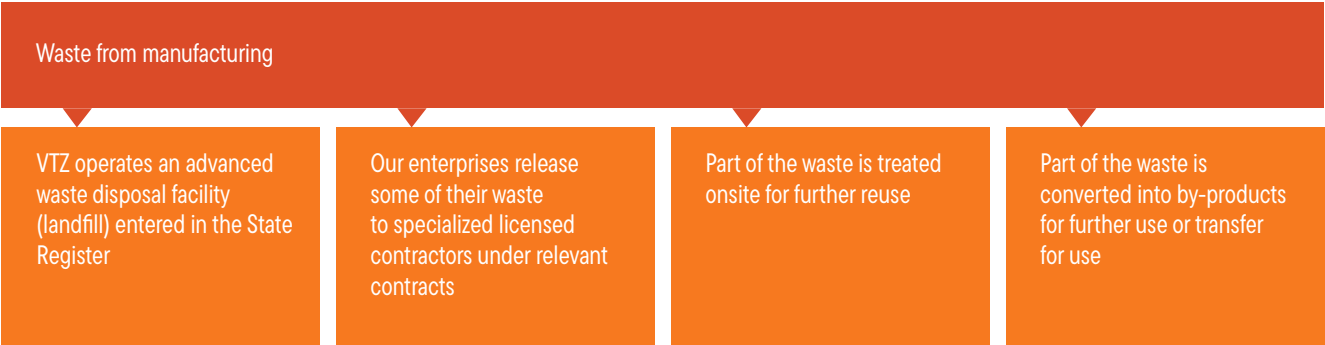 Waste from manufacturing
VTZ operates an advanced
waste disposal facility
(landfill) entered in the State
Register
Our enterprises release
some of their waste
to specialized licensed
contractors under relevant
contracts
Part of the waste is treated
onsite for further reuse
Part of the waste is
converted into by-products
for further use or transfer
for use